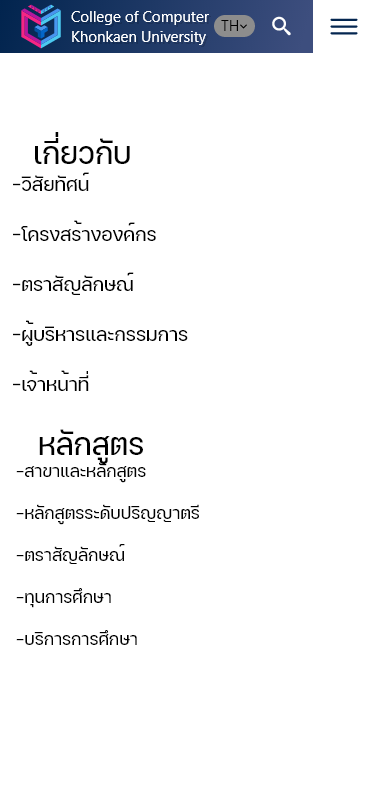 College of Computer
Khonkaen University
TH
เกี่ยวกับ
-วิสัยทัศน์
-โครงสร้างองค์กร
-ตราสัญลักษณ์
-ผู้บริหารและกรรมการ
-เจ้าหน้าที่
หลักสูตร
-สาขาและหลักสูตร
-หลักสูตรระดับปริญญาตรี
-ตราสัญลักษณ์
-ทุนการศึกษา
-บริการการศึกษา